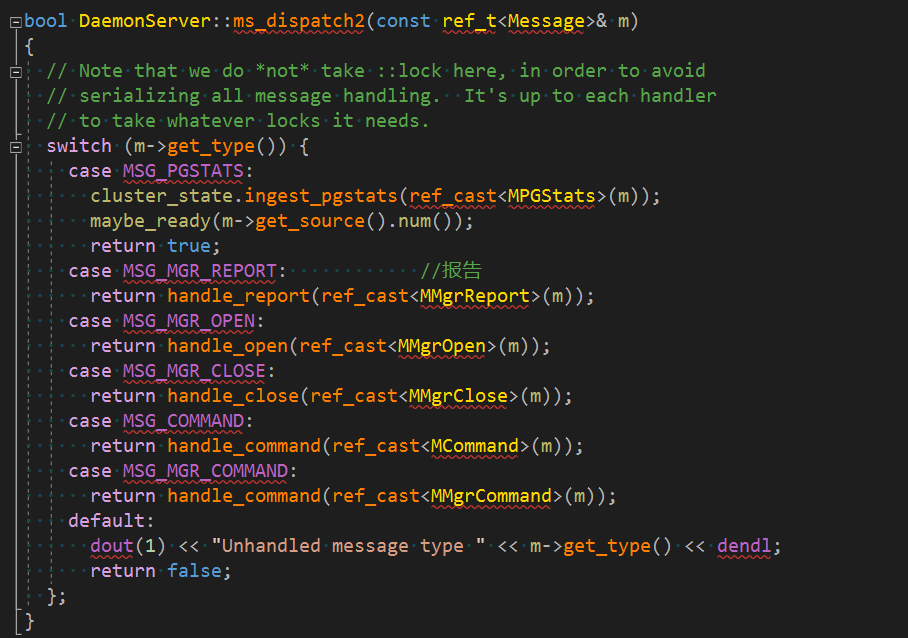 bool DaemonServer::ms_dispatch2(const ref_t<Message>& m)
{
  // Note that we do *not* take ::lock here, in order to avoid
  // serializing all message handling.  It's up to each handler
  // to take whatever locks it needs.
  switch (m->get_type()) {
    case MSG_PGSTATS:
      cluster_state.ingest_pgstats(ref_cast<MPGStats>(m));
      maybe_ready(m->get_source().num());
      return true;
    case MSG_MGR_REPORT:            //报告
      return handle_report(ref_cast<MMgrReport>(m));
    case MSG_MGR_OPEN:
      return handle_open(ref_cast<MMgrOpen>(m));
    case MSG_MGR_CLOSE:
      return handle_close(ref_cast<MMgrClose>(m));
    case MSG_COMMAND:
      return handle_command(ref_cast<MCommand>(m));
    case MSG_MGR_COMMAND:
      return handle_command(ref_cast<MMgrCommand>(m));
    default:
      dout(1) << "Unhandled message type " << m->get_type() << dendl;
      return false;
  };
}